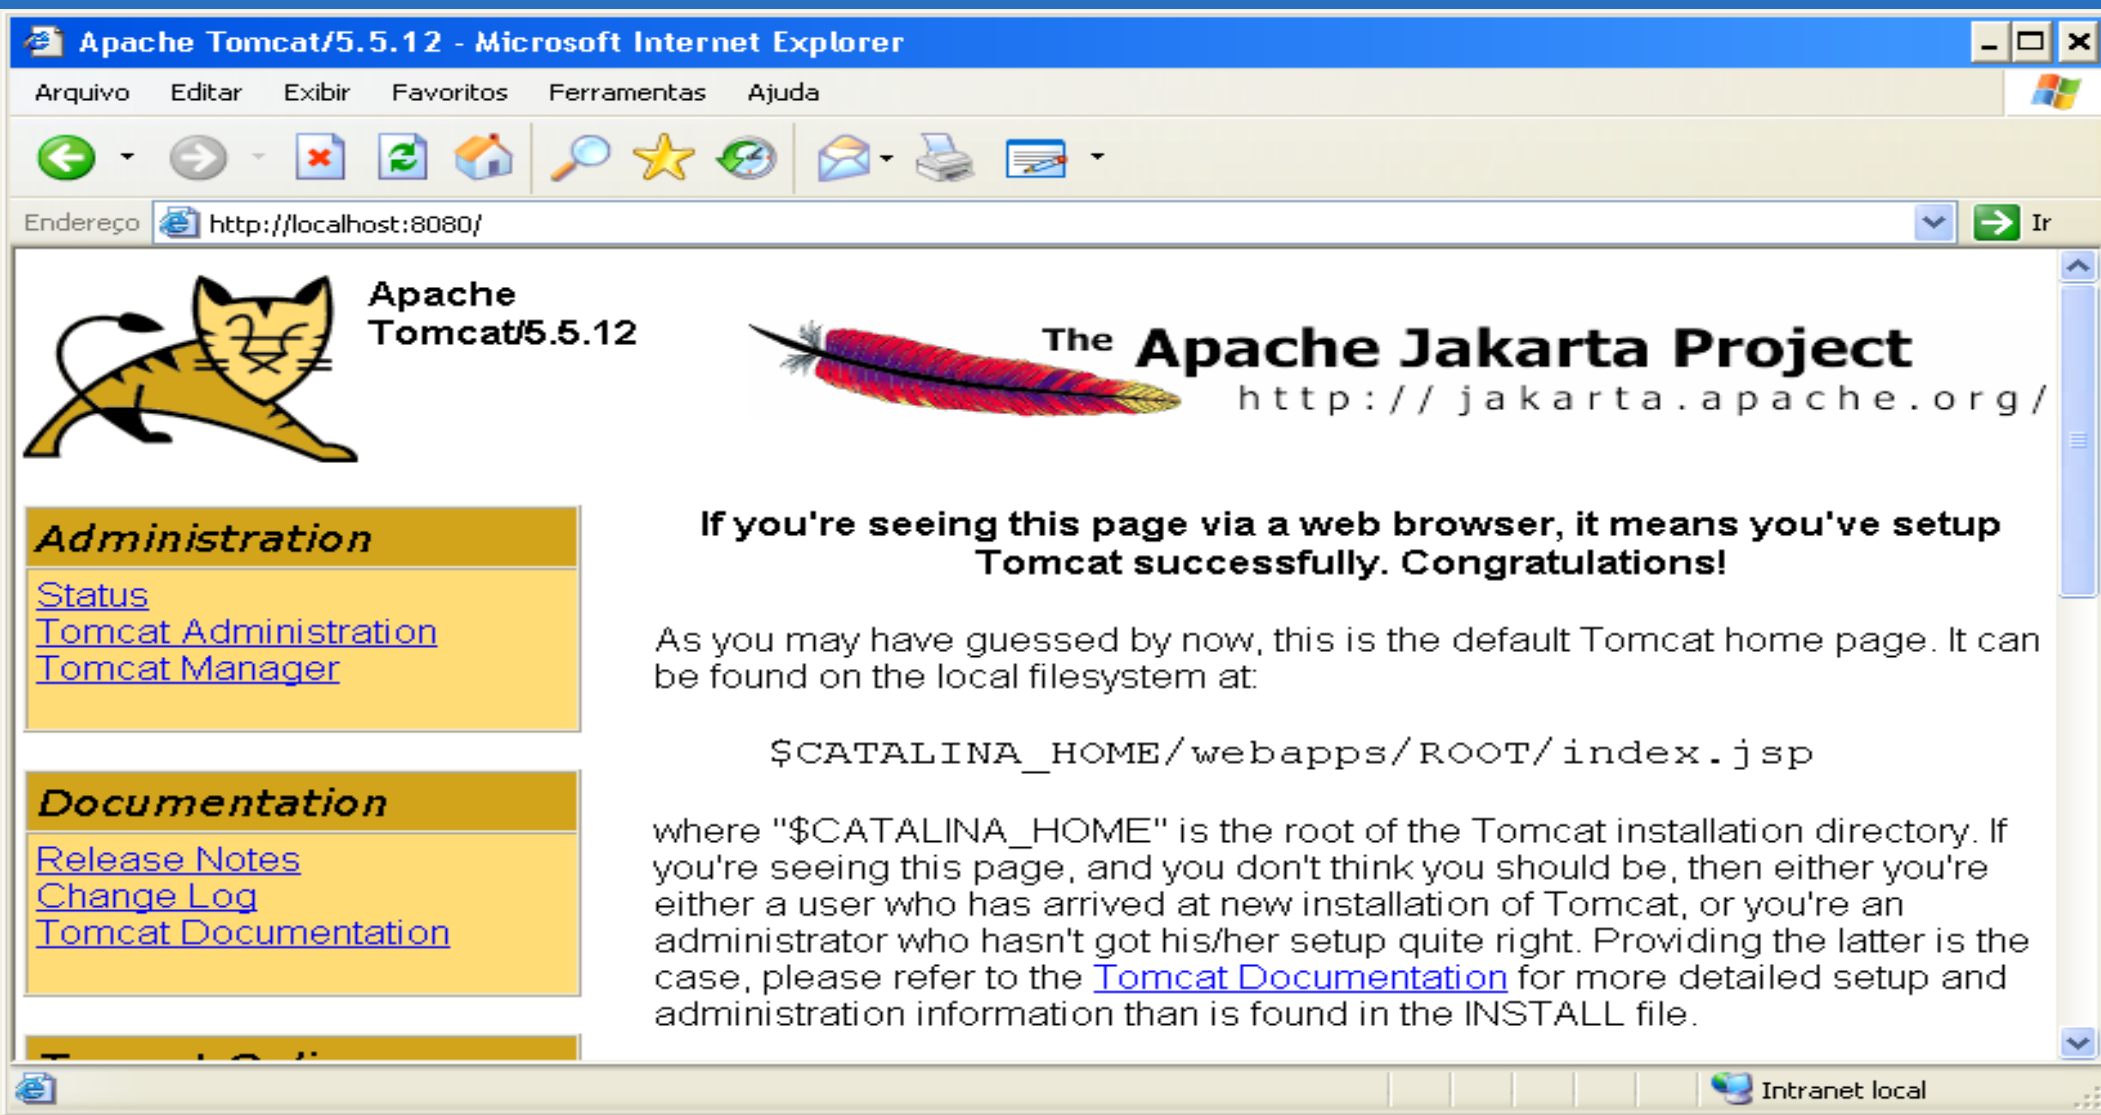 Apache Tomcat/5.5.12 - Microsoft Internet Explorer
Arquivo Editar Exibir Favoritos Ferramentas Ajuda
Endereço http://localhost:8080/ Ir
Apache
Tomcat/5.5.12
The Apache Jakarta Project
http://jakarta.apache.org/
Administration
Status
Tomcat Administration
Tomcat Manager
Documentation
Release Notes
Change Log
Tomcat Documentation
If you're seeing this page via a web browser, it means you've setup
Tomcat successfully. Congratulations!
As you may have guessed by now, this is the default Tomcat home page. It can
be found on the local filesystem at:
$CATALINA_HOME/webapps/ROOT/index.jsp
where "$CATALINA_HOME" is the root of the Tomcat installation directory. If
you're seeing this page, and you don't think you should be, then either you're
either a user who has arrived at new installation of Tomcat, or you're an
administrator who hasn't got his/her setup quite right. Providing the latter is the
case, please refer to the Tomcat Documentation for more detailed setup and
administration information than is found in the INSTALL file.
Intranet local